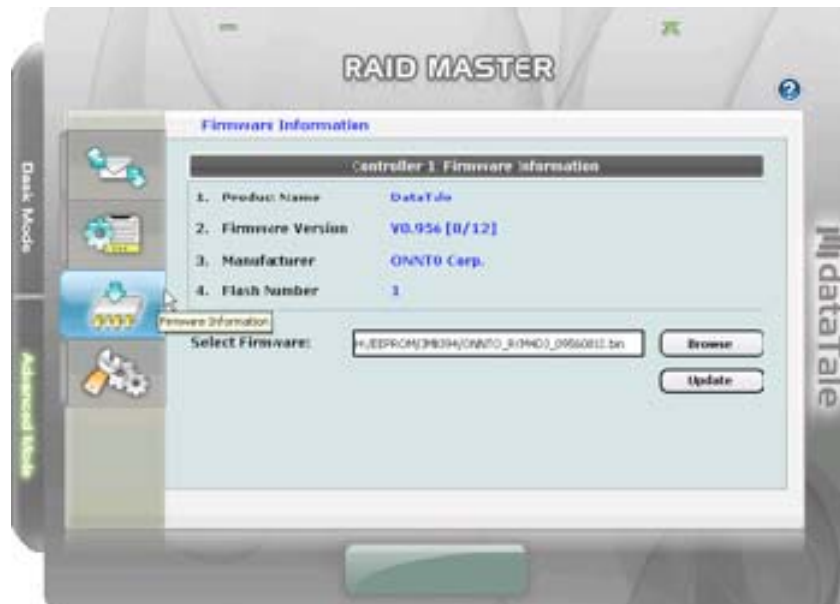 RAID MASTER
Firmware Information
Controller 1 Firmware Information
1. Product Name DataTale
2. Firmware Version V0.956 [8/12]
3. Manufacturer ONNTO Corp.
4. Flash Number 1
Firmware Information
Select Firmware:
Browse
Update
Advanced Mode
dataTale